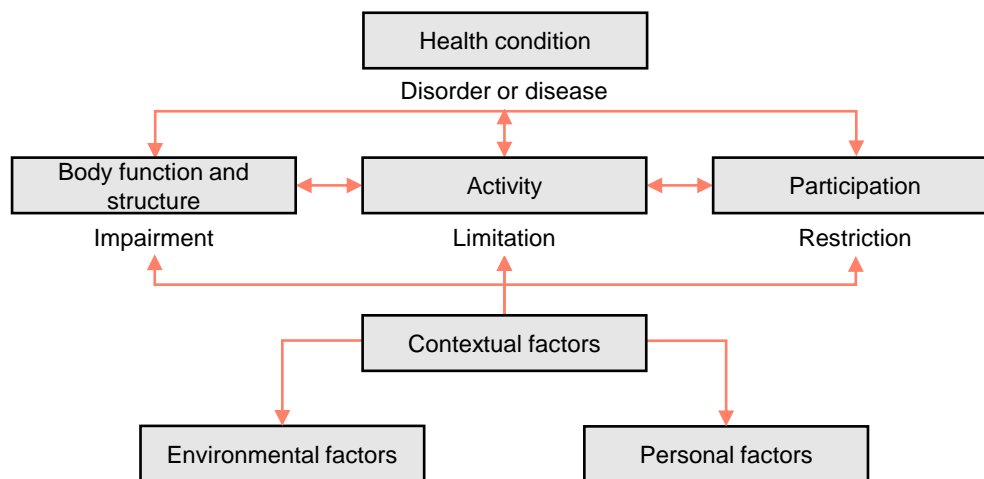 Health condition
Disorder or disease
Body function and
structure
Activity
Participation
Impairment
Limitation
Restriction
Contextual factors
Environmental factors
Personal factors